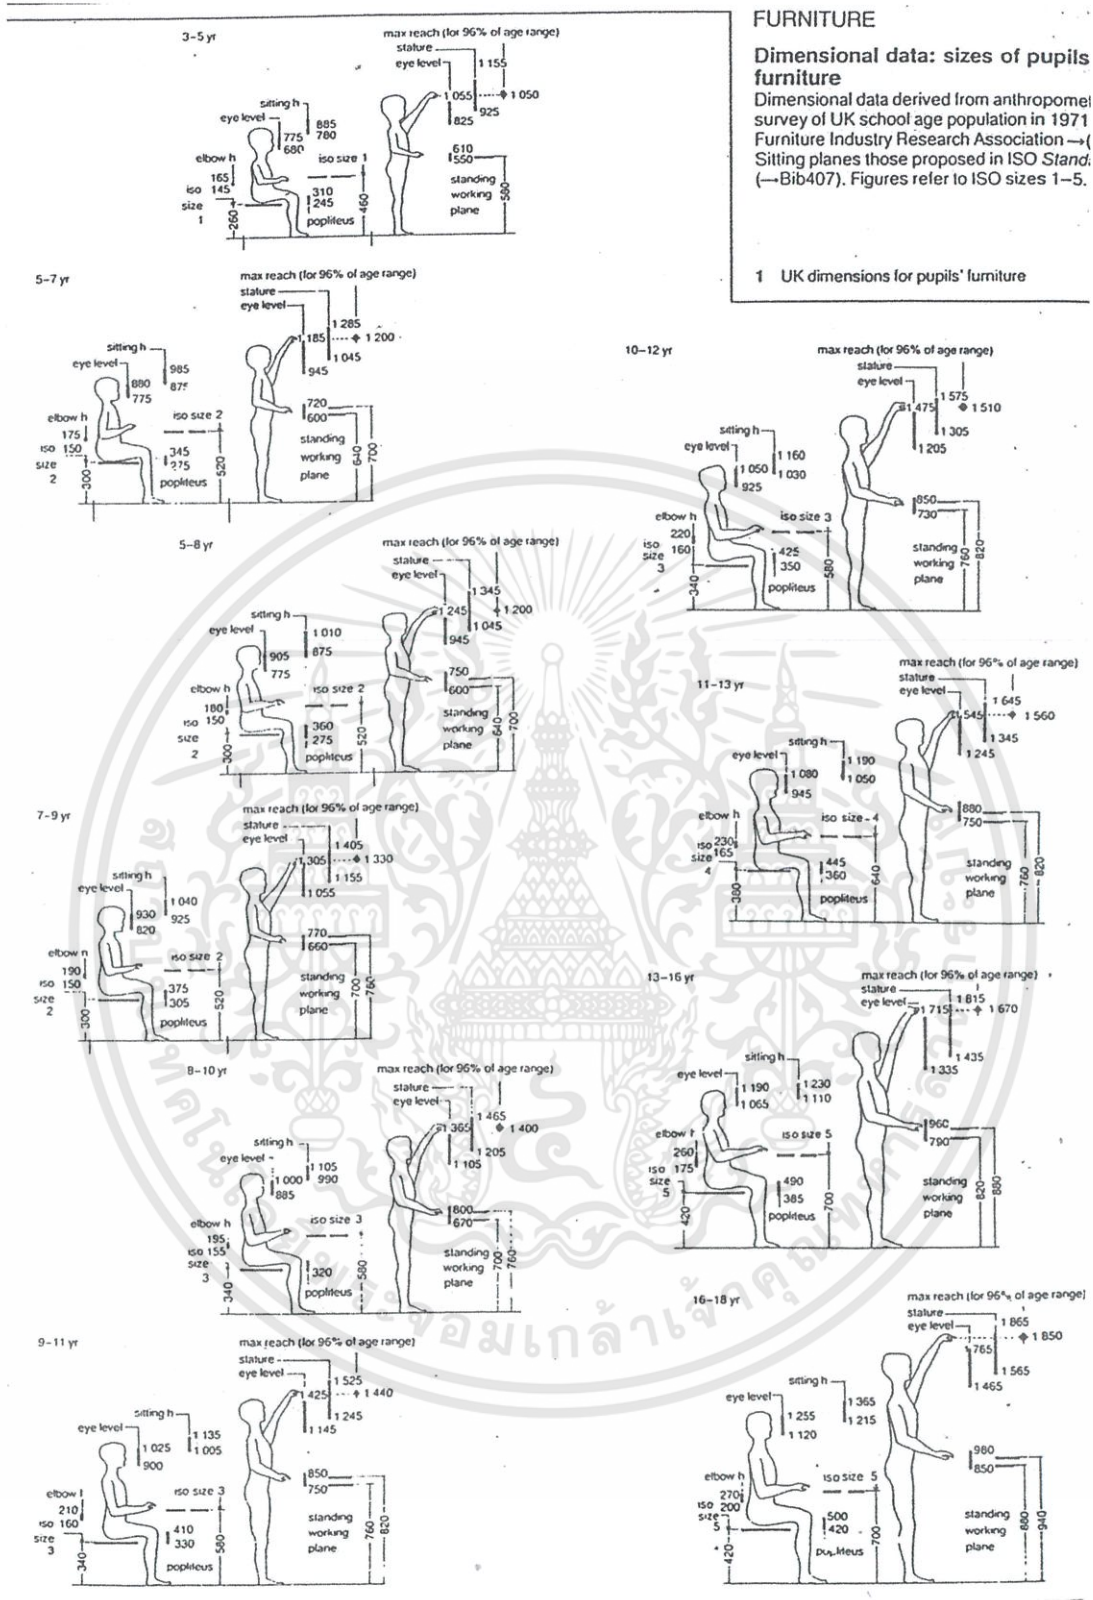 FURNITURE
Dimensional data: sizes of pupils
furniture
Dimensional data derived from
survey of UK school age population in 1971
Furniture Industry Research Association →(
Sitting planes those proposed in ISO
(→Bib407). Figures refer to ISO sizes 1–5.
1 UK dimensions for pupils' furniture
3–5 yr
max reach (for 96% of age range)
stature
eye level
1 155
1 055
1 050
925
825
sitting h
eye level
885
780
775
680
elbow h
165
iso 145
size
1
260
iso size 1
310
245
popliteus
460
610
550
standing
working
plane
580
5–7 yr
max reach (for 96% of age range)
stature
eye level
1 285
1 185
1 200
1 045
945
sitting h
eye level
985
875
880
775
elbow h
175
iso 150
size
2
300
iso size 2
345
275
popliteus
520
720
600
standing
working
plane
640
700
5–8 yr
max reach (for 96% of age range)
stature
eye level
1 345
1 245
1 200
1 045
945
sitting h
eye level
1 010
875
905
775
elbow h
180
iso 150
size
2
300
iso size 2
360
275
popliteus
520
750
600
standing
working
plane
640
700
7–9 yr
max reach (for 96% of age range)
stature
eye level
1 405
1 305
1 330
1 155
1 055
sitting h
eye level
1 040
925
930
820
elbow h
190
iso 150
size
2
300
iso size 2
375
305
popliteus
520
770
660
standing
working
plane
700
760
8–10 yr
max reach (for 96% of age range)
stature
eye level
1 465
1 365
1 400
1 205
1 105
sitting h
eye level
1 105
990
1 000
885
elbow h
195
iso 155
size
3
340
iso size 3
320
popliteus
580
800
670
standing
working
plane
700
760
9–11 yr
max reach (for 96% of age range)
stature
eye level
1 525
1 425
1 440
1 245
1 145
sitting h
eye level
1 135
1 005
1 025
900
elbow
210
iso 160
size
3
340
iso size 3
410
330
popliteus
580
850
750
standing
working
plane
760
820
10–12 yr
max reach (for 96% of age range)
stature
eye level
1 575
1 475
1 510
1 305
1 205
sitting h
eye level
1 160
1 030
1 050
925
elbow h
220
iso 160
size
3
340
iso size 3
425
350
popliteus
580
850
730
standing
working
plane
760
820
11–13 yr
max reach (for 96% of age range)
stature
eye level
1 645
1 545
1 560
1 345
1 245
sitting h
eye level
1 190
1 050
1 080
945
elbow h
230
iso 165
size
4
380
iso size 4
445
360
popliteus
640
880
750
standing
working
plane
760
820
13–16 yr
max reach (for 96% of age range)
stature
eye level
1 815
1 715
1 670
1 435
1 335
sitting h
eye level
1 230
1 110
1 190
1 065
elbow
260
iso 175
size
5
420
iso size 5
490
385
popliteus
700
960
790
standing
working
plane
820
880
16–18 yr
max reach (for 96% of age range)
stature
eye level
1 865
765
1 850
1 565
1 465
sitting h
eye level
1 365
1 215
1 255
1 120
elbow h
270
iso 200
size
5
420
iso size 5
500
420
popliteus
700
980
850
standing
working
plane
880
940